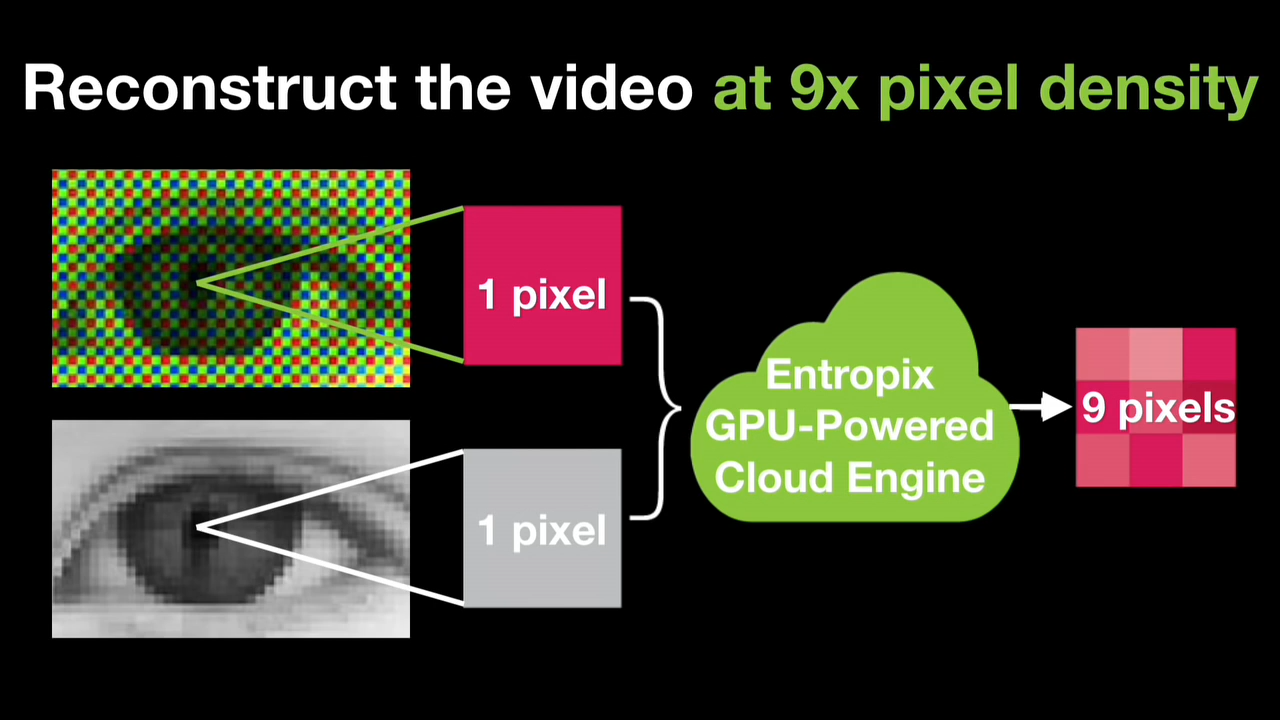 Reconstruct the video at 9x pixel density
1 pixel
1 pixel
Entropix
GPU-Powered
Cloud Engine
9 pixels